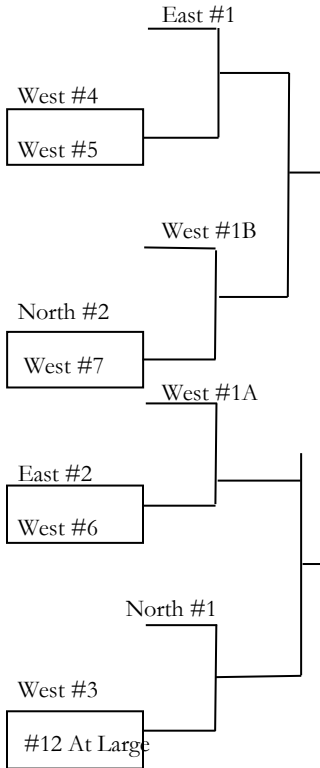 East #1
West #4
West #5
West #1B
North #2
West #7
West #1A
East #2
West #6
North #1
West #3
#12 At Large